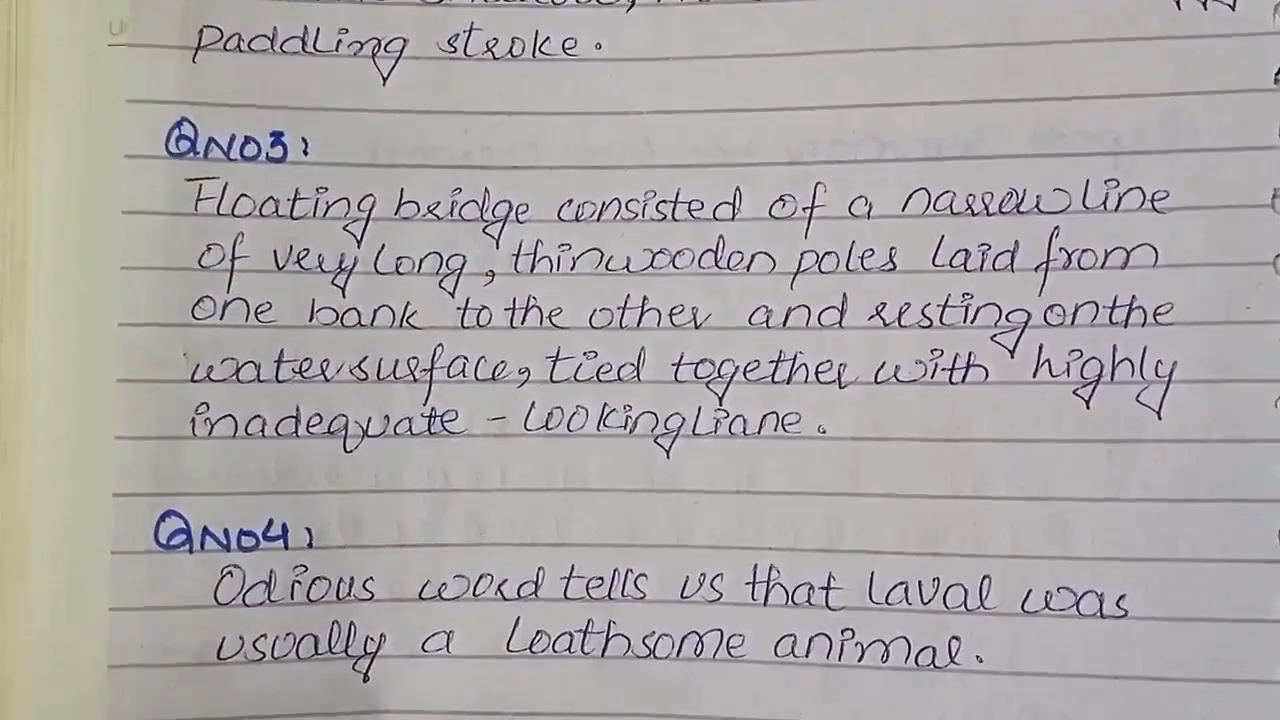 Paddling stroke.
QNO3:
Floating bridge consisted of a narrow line
of very long, thin wooden poles laid from
one bank to the other and resting on the
water surface, tied together with highly
inadequate - looking liane.
QNO4:
Odious word tells us that laval was
usually a loathsome animal.